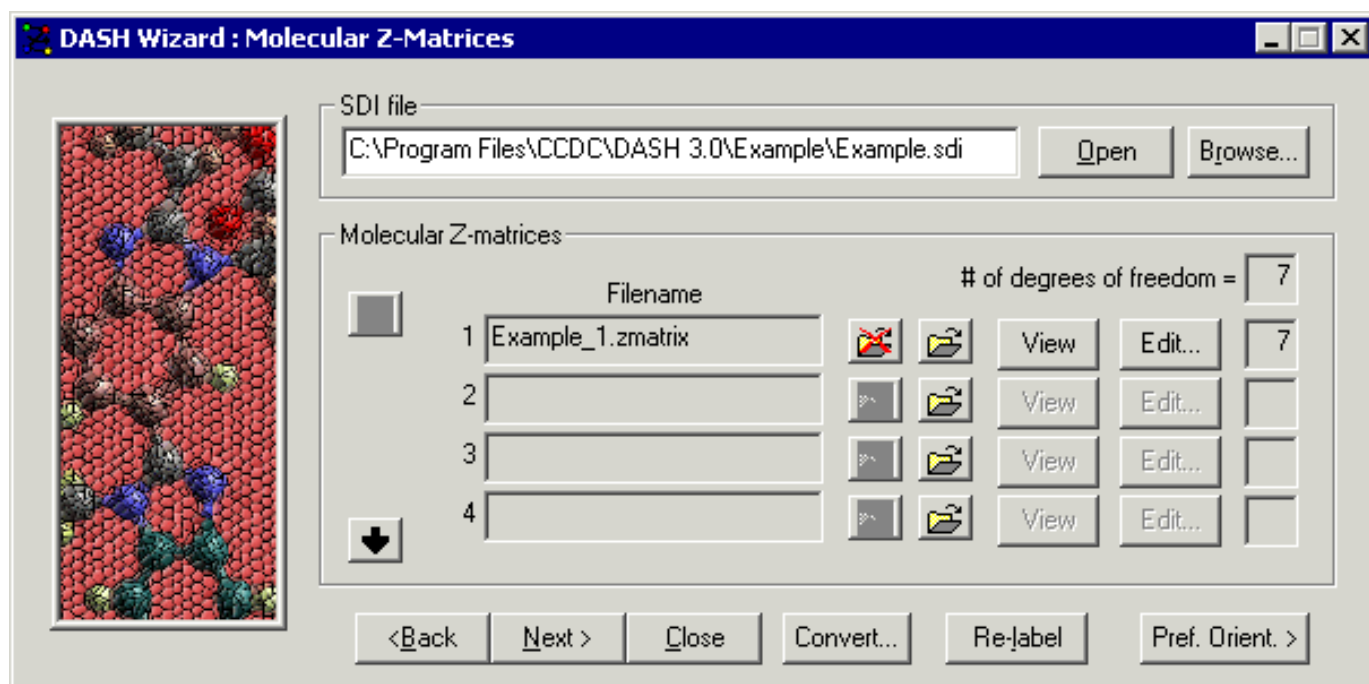 DASH Wizard : Molecular Z-Matrices
SDI file
C:\Program Files\CCDC\DASH 3.0\Example\Example.sdi Open Browse...
Molecular Z-matrices
# of degrees of freedom = 7
Filename
1 Example_1.zmatrix View Edit... 7
2 View Edit...
3 View Edit...
4 View Edit...
<Back Next > Close Convert... Re-label Pref. Orient. >